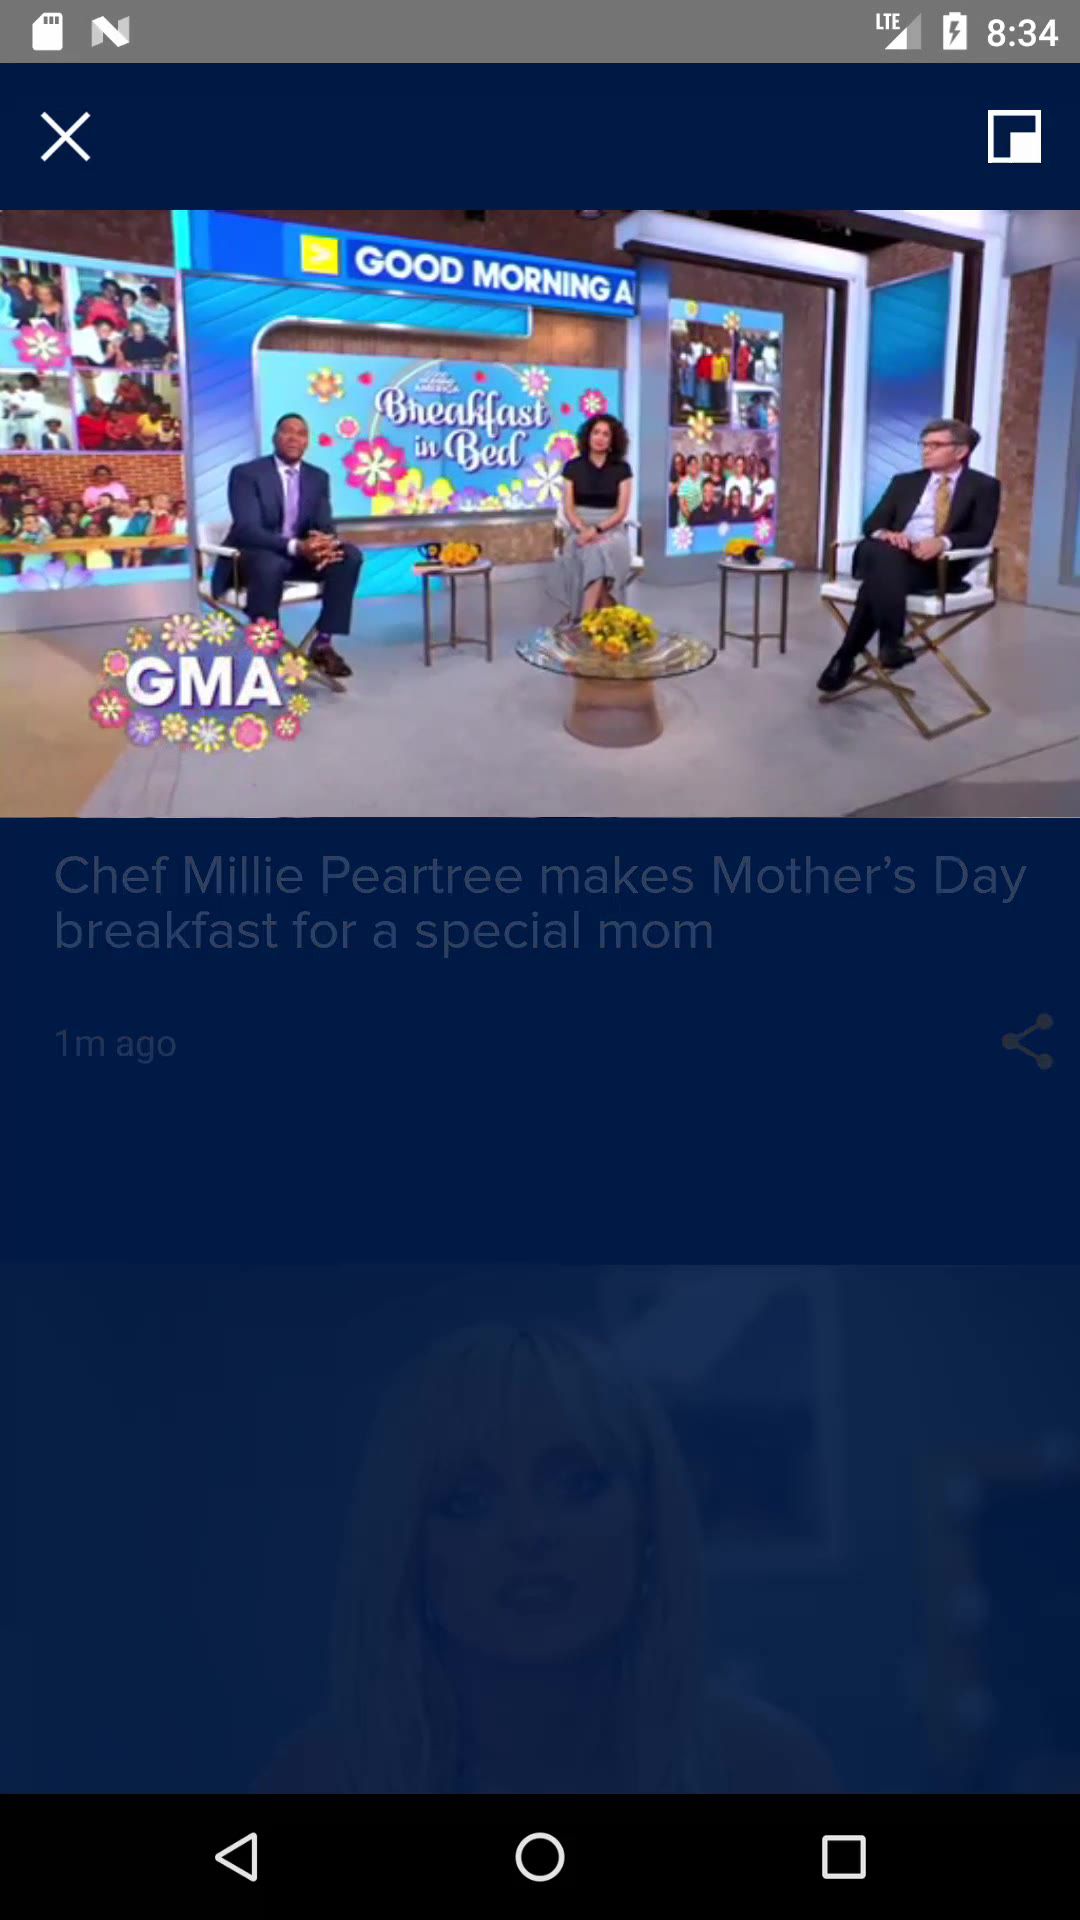 LTE 8:34
GOOD MORNING A
AMERICA
Breakfast
in Bed
GMA
Chef Millie Peartree makes Mother’s Day
breakfast for a special mom
1m ago